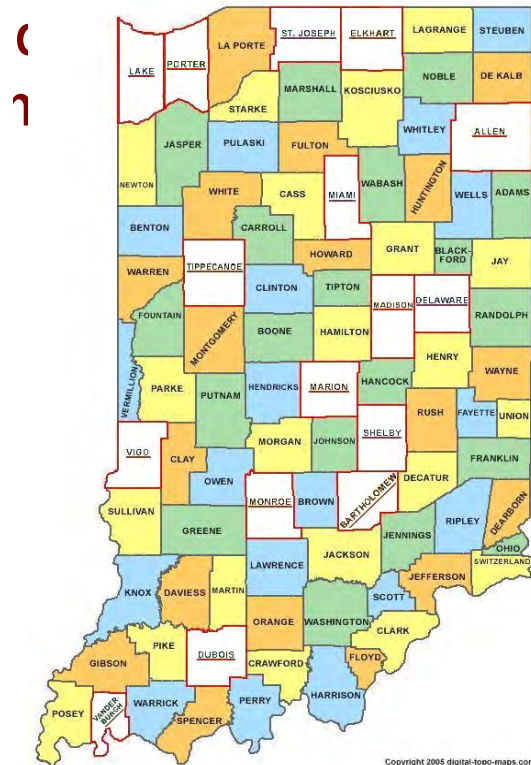 LAKE
PORTER
LA PORTE
ST. JOSEPH
ELKHART
LAGRANGE
STEUBEN
NOBLE
DE KALB
STARKE
MARSHALL
KOSCIUSKO
WHITLEY
ALLEN
NEWTON
JASPER
PULASKI
FULTON
WABASH
HUNTINGTON
WELLS
ADAMS
WHITE
CASS
MIAMI
BENTON
CARROLL
HOWARD
GRANT
BLACK-
FORD
JAY
WARREN
TIPPECANOE
CLINTON
TIPTON
MADISON
DELAWARE
RANDOLPH
FOUNTAIN
MONTGOMERY
BOONE
HAMILTON
HENRY
WAYNE
VERMILLION
PARKE
PUTNAM
HENDRICKS
MARION
HANCOCK
RUSH
FAYETTE
UNION
VIGO
CLAY
MORGAN
JOHNSON
SHELBY
FRANKLIN
OWEN
MONROE
BROWN
BARTHOLOMEW
DECATUR
SULLIVAN
GREENE
JACKSON
JENNINGS
RIPLEY
DEARBORN
OHIO
SWITZERLAND
KNOX
DAVIESS
MARTIN
LAWRENCE
JEFFERSON
ORANGE
WASHINGTON
SCOTT
CLARK
GIBSON
PIKE
DUBOIS
CRAWFORD
FLOYD
POSEY
VANDER
BURGH
WARRICK
SPENCER
PERRY
HARRISON
Copyright 2005 digital-topo-maps.co